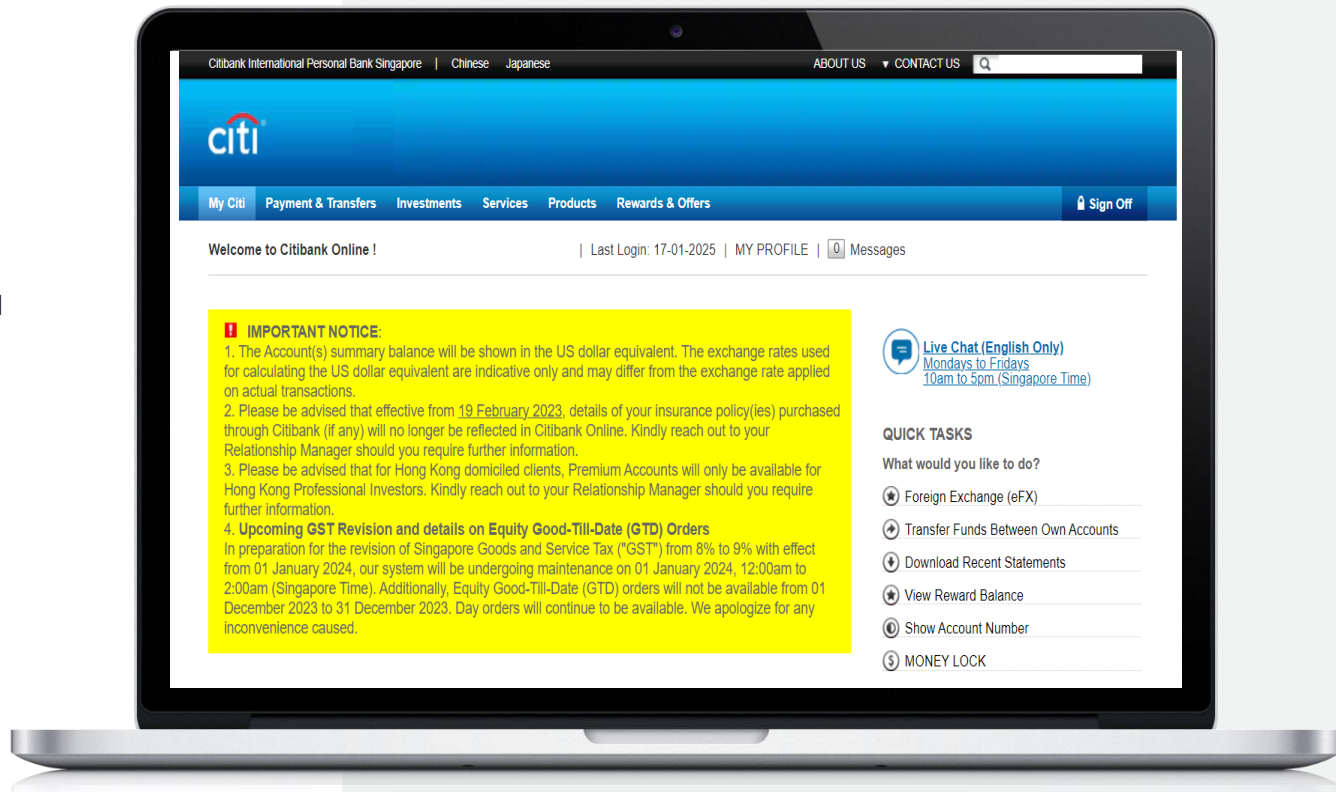 Citibank International Personal Bank Singapore | Chinese Japanese ABOUT US ▼ CONTACT US
citi
My Citi Payment & Transfers Investments Services Products Rewards & Offers Sign Off
Welcome to Citibank Online ! | Last Login: 17-01-2025 | MY PROFILE | 0 Messages
IMPORTANT NOTICE:
1. The Account(s) summary balance will be shown in the US dollar equivalent. The exchange rates used
for calculating the US dollar equivalent are indicative only and may differ from the exchange rate applied
on actual transactions.
2. Please be advised that effective from 19 February 2023, details of your insurance policy(ies) purchased
through Citibank (if any) will no longer be reflected in Citibank Online. Kindly reach out to your
Relationship Manager should you require further information.
3. Please be advised that for Hong Kong domiciled clients, Premium Accounts will only be available for
Hong Kong Professional Investors. Kindly reach out to your Relationship Manager should you require
further information.
4. Upcoming GST Revision and details on Equity Good-Till-Date (GTD) Orders
In preparation for the revision of Singapore Goods and Service Tax ("GST") from 8% to 9% with effect
from 01 January 2024, our system will be undergoing maintenance on 01 January 2024, 12:00am to
2:00am (Singapore Time). Additionally, Equity Good-Till-Date (GTD) orders will not be available from 01
December 2023 to 31 December 2023. Day orders will continue to be available. We apologize for any
inconvenience caused.
Live Chat (English Only)
Mondays to Fridays
10am to 5pm (Singapore Time)
QUICK TASKS
What would you like to do?
Foreign Exchange (eFX)
Transfer Funds Between Own Accounts
Download Recent Statements
View Reward Balance
Show Account Number
MONEY LOCK